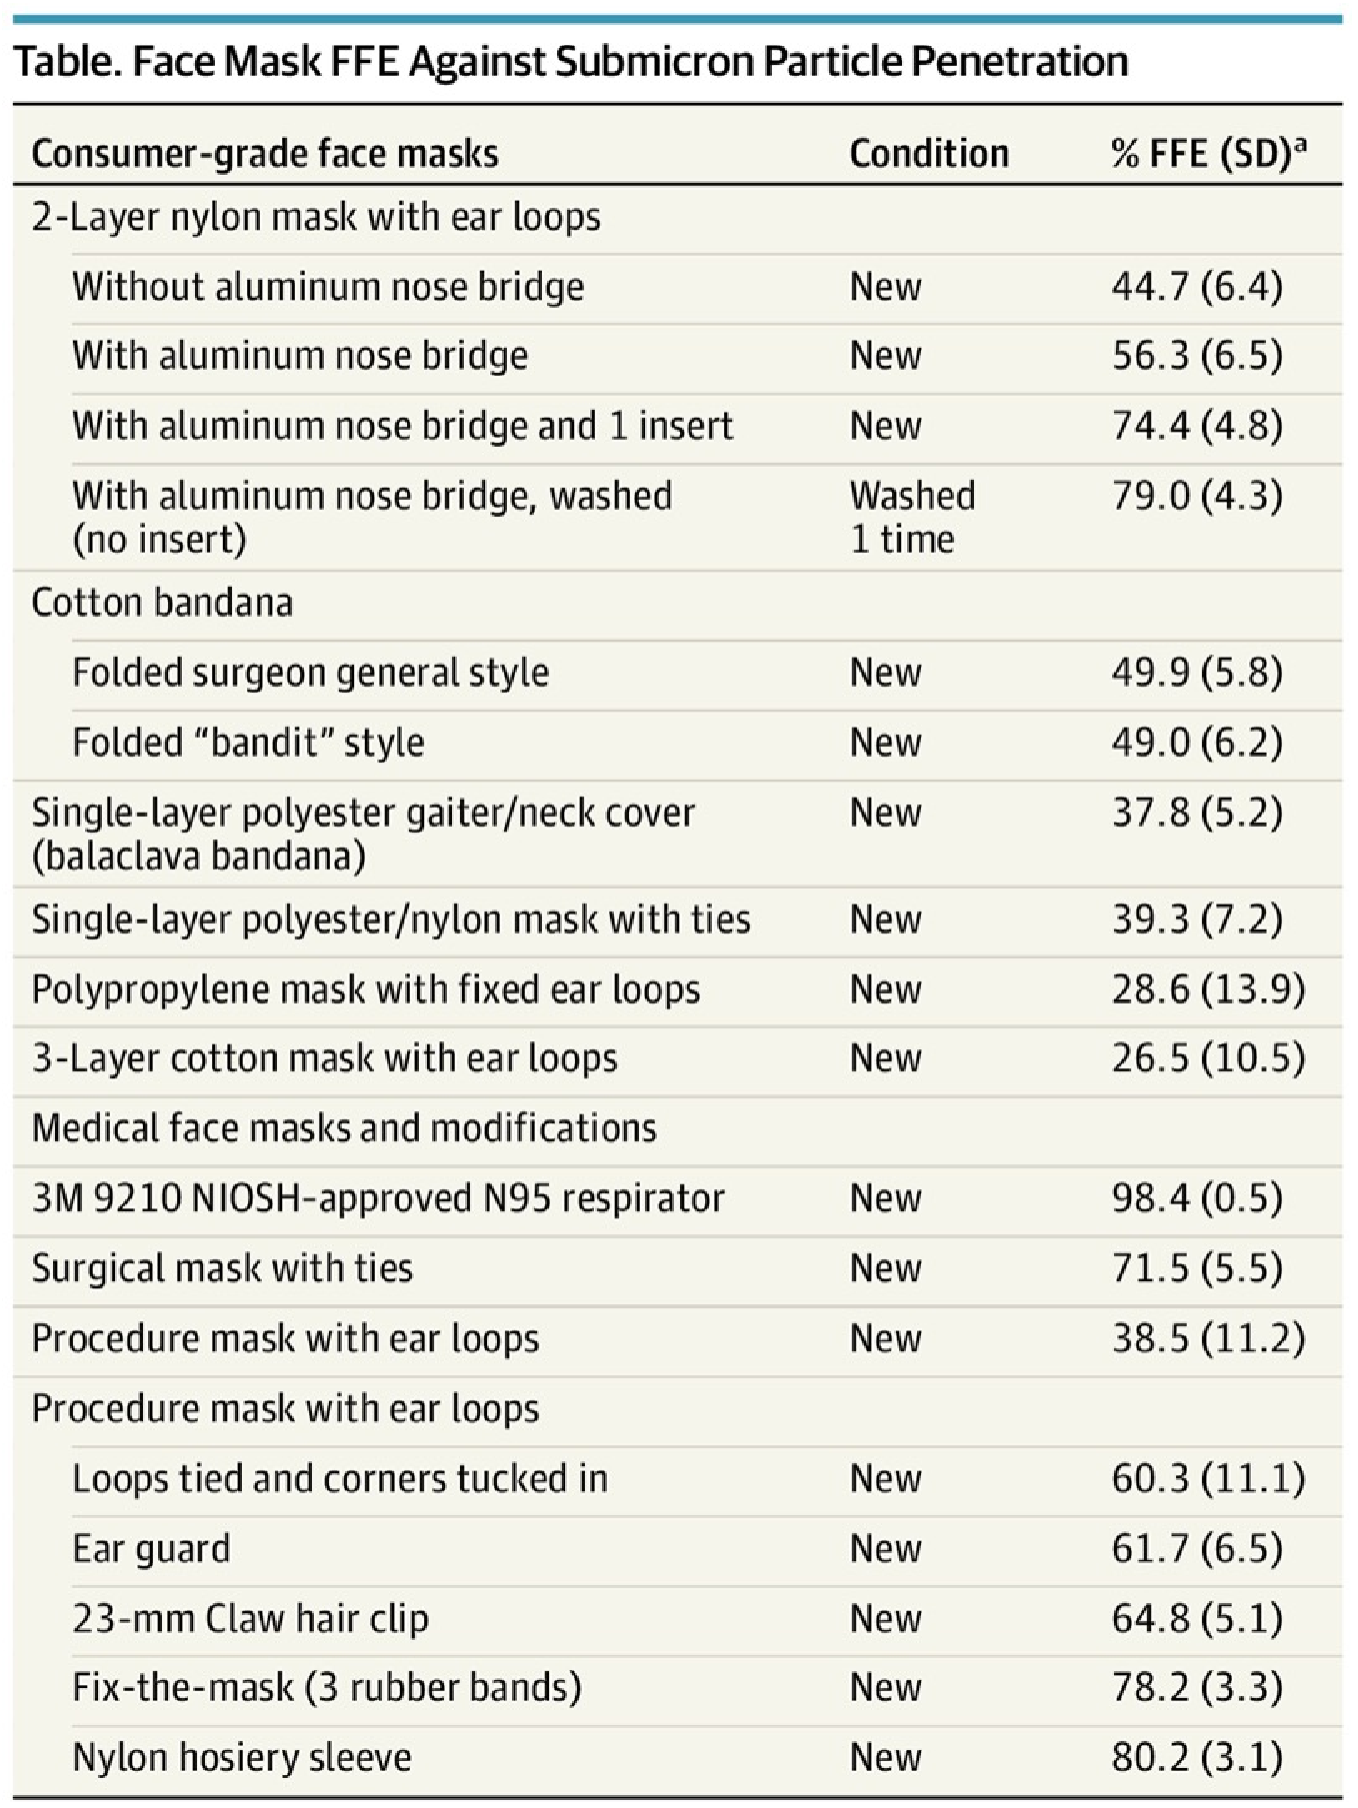 Table. Face Mask FFE Against Submicron Particle Penetration
Consumer-grade face masks Condition % FFE (SD)a
2-Layer nylon mask with ear loops
Without aluminum nose bridge New 44.7 (6.4)
With aluminum nose bridge New 56.3 (6.5)
With aluminum nose bridge and 1 insert New 74.4 (4.8)
With aluminum nose bridge, washed Washed 79.0 (4.3)
(no insert) 1 time
Cotton bandana
Folded surgeon general style New 49.9 (5.8)
Folded “bandit” style New 49.0 (6.2)
Single-layer polyester gaiter/neck cover New 37.8 (5.2)
(balaclava bandana)
Single-layer polyester/nylon mask with ties New 39.3 (7.2)
Polypropylene mask with fixed ear loops New 28.6 (13.9)
3-Layer cotton mask with ear loops New 26.5 (10.5)
Medical face masks and modifications
3M 9210 NIOSH-approved N95 respirator New 98.4 (0.5)
Surgical mask with ties New 71.5 (5.5)
Procedure mask with ear loops New 38.5 (11.2)
Procedure mask with ear loops
Loops tied and corners tucked in New 60.3 (11.1)
Ear guard New 61.7 (6.5)
23-mm Claw hair clip New 64.8 (5.1)
Fix-the-mask (3 rubber bands) New 78.2 (3.3)
Nylon hosiery sleeve New 80.2 (3.1)